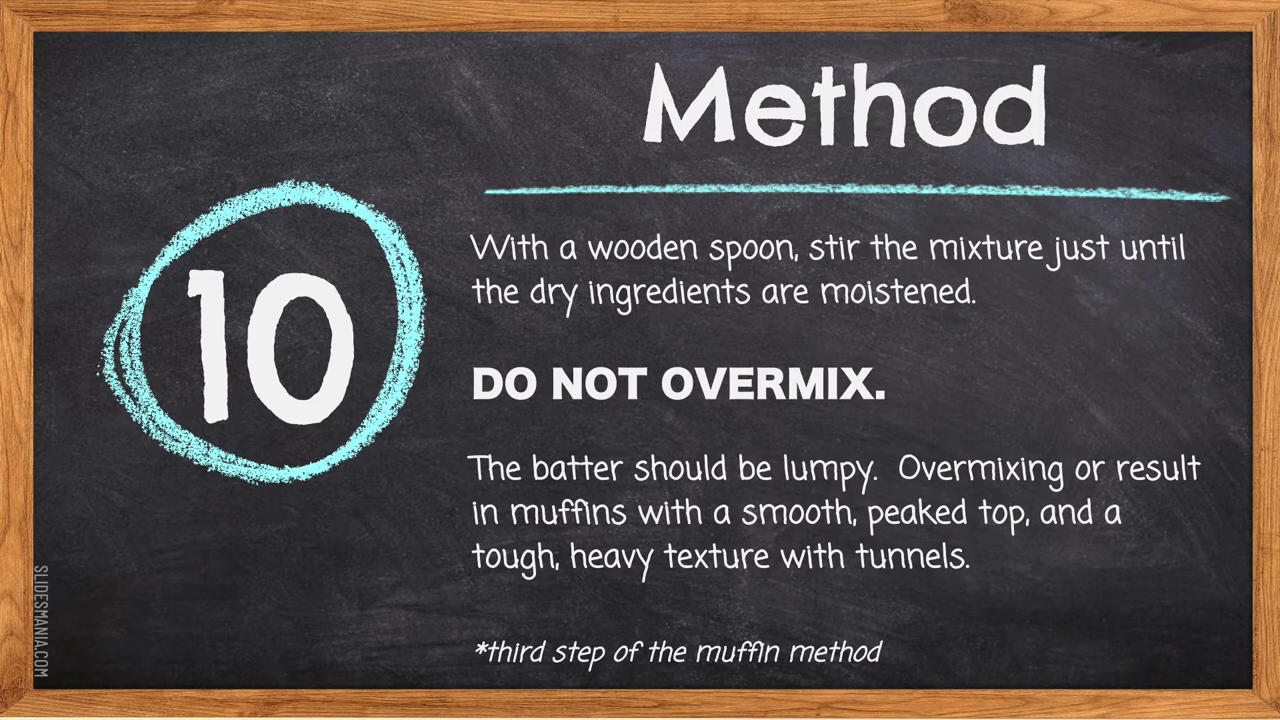 Method
10
With a wooden spoon, stir the mixture just until
the dry ingredients are moistened.
DO NOT OVERMIX.
The batter should be lumpy.  Overmixing or result
in muffins with a smooth, peaked top, and a
tough, heavy texture with tunnels.
*third step of the muffin method
SLIDESMANIA.COM